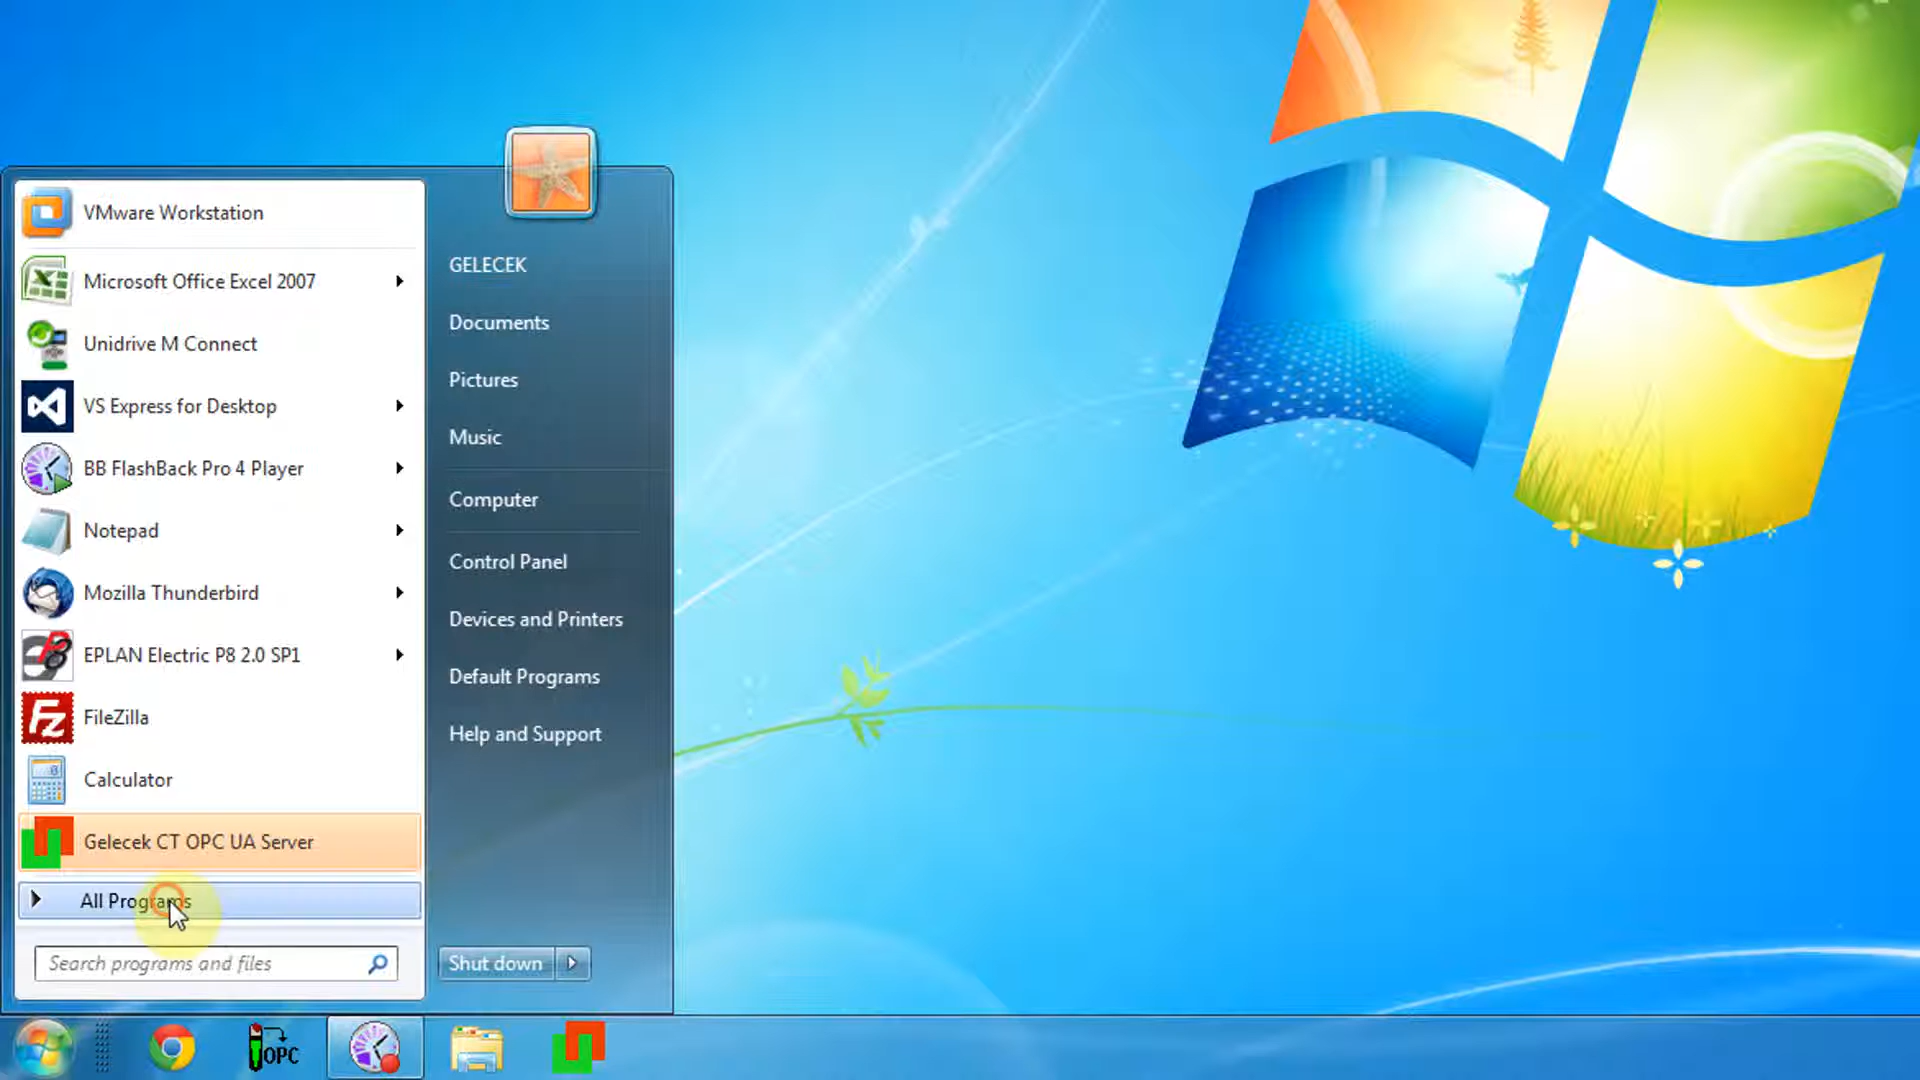 VMware Workstation
Microsoft Office Excel 2007
Unidrive M Connect
VS Express for Desktop
BB FlashBack Pro 4 Player
Notepad
Mozilla Thunderbird
EPLAN Electric P8 2.0 SP1
FileZilla
Calculator
Gelecek CT OPC UA Server
All Programs
Search programs and files
GELECEK
Documents
Pictures
Music
Computer
Control Panel
Devices and Printers
Default Programs
Help and Support
Shut down
OPC